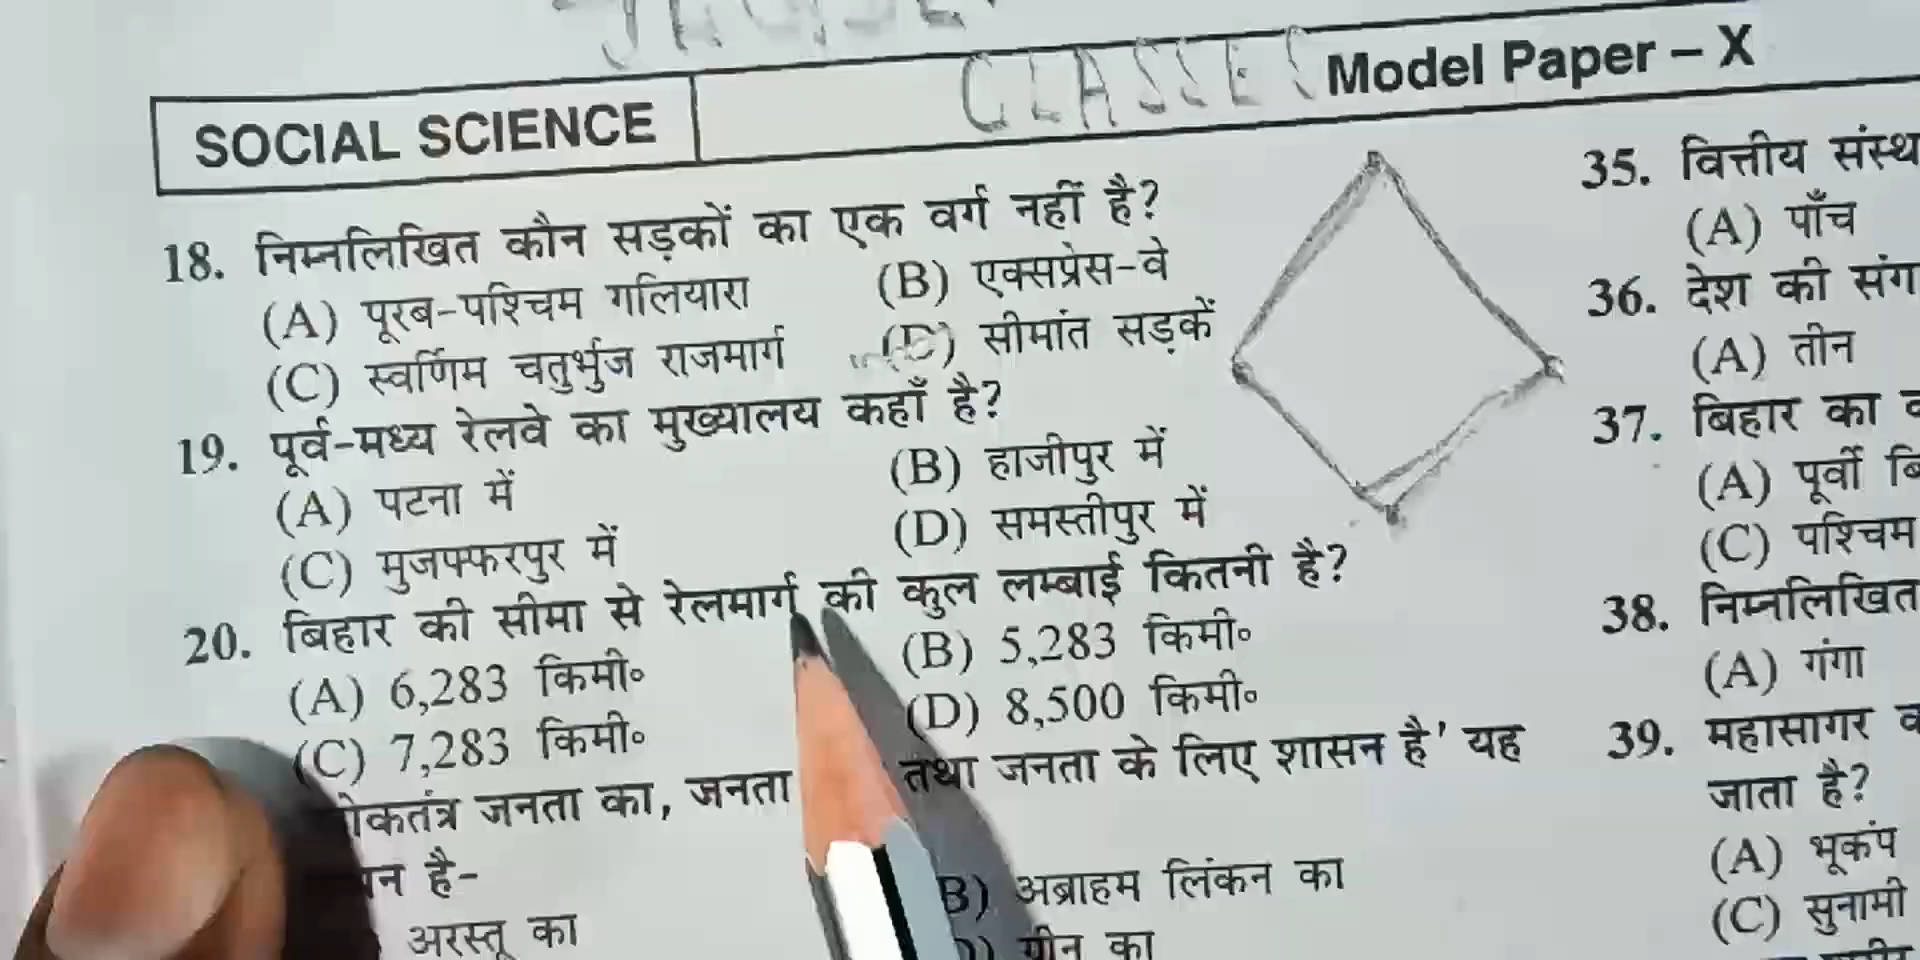 CLASSES
SOCIAL SCIENCE
Model Paper – X
18. निम्नलिखित कौन सड़कों का एक वर्ग नहीं है?
(A) पूरब-पश्चिम गलियारा (B) एक्सप्रेस-वे
(C) स्वर्णिम चतुर्भुज राजमार्ग (D) सीमांत सड़कें
19. पूर्व-मध्य रेलवे का मुख्यालय कहाँ है?
(A) पटना में (B) हाजीपुर में
(C) मुजफ्फरपुर में (D) समस्तीपुर में
20. बिहार की सीमा से रेलमार्ग की कुल लम्बाई कितनी है?
(A) 6,283 किमी॰ (B) 5,283 किमी॰
(C) 7,283 किमी॰ (D) 8,500 किमी॰
जनता का, जनता तथा जनता के लिए शासन है' यह
है-
B) अब्राहम लिंकन का
अरस्तू का
का
35. वित्तीय
(A) पाँच
36. देश की
(A) तीन
37. बिहार का
(A) पूर्वी
(C) पश्चिम
38. निम्नलिखित
(A) गंगा
39. महासागर
जाता है?
(A) भूकंप
(C) सुनामी